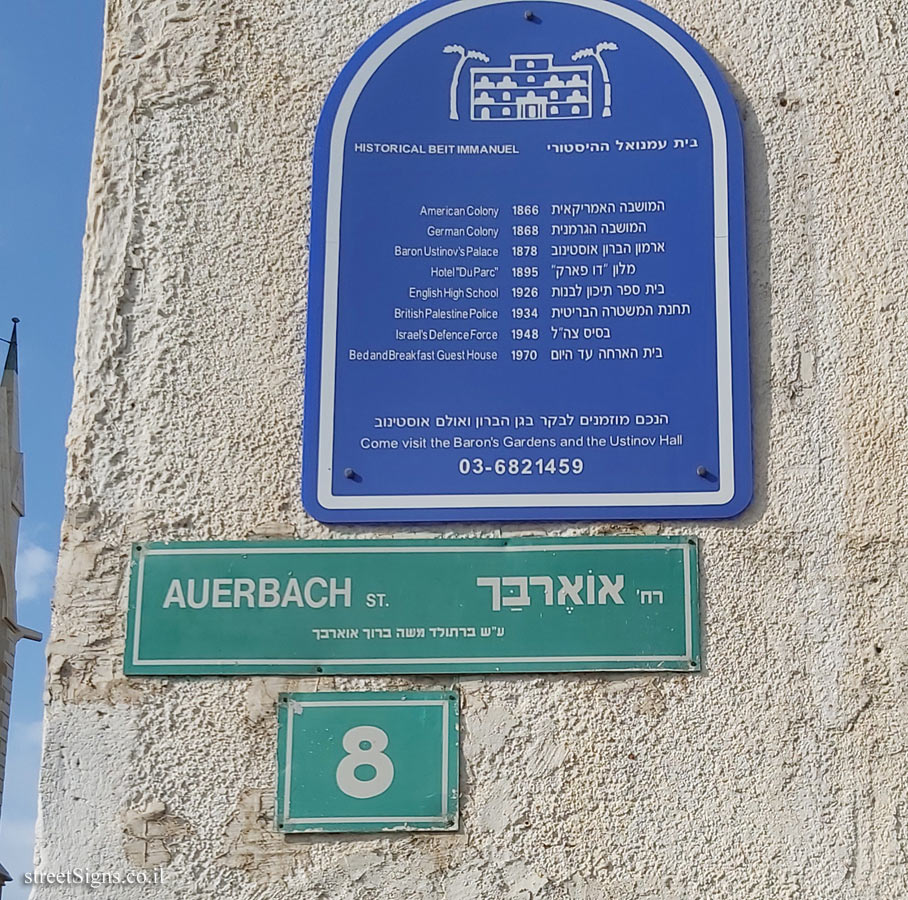 HISTORICAL BEIT IMMANUEL בית עמנואל ההיסטורי
American Colony 1866 המושבה האמריקאית
German Colony 1868 המושבה הגרמנית
Baron Ustinov's Palace 1878 ארמון הברון אוסטינוב
Hotel "Du Parc" 1895 מלון "דו פארק"
English High School 1926 בית ספר תיכון לבנות
British Palestine Police 1934 תחנת המשטרה הבריטית
Israel's Defence Force 1948 בסיס צה"ל
Bed and Breakfast Guest House 1970 בית הארחה עד היום
הנכם מוזמנים לבקר בגן הברון ואולם אוסטינוב
Come visit the Baron's Gardens and the Ustinov Hall
03-6821459
AUERBACH ST. רח' אוֹאֶרבַּך
ע"ש ברתולד משה ברוך אוארבך
8
streetSigns.co.il